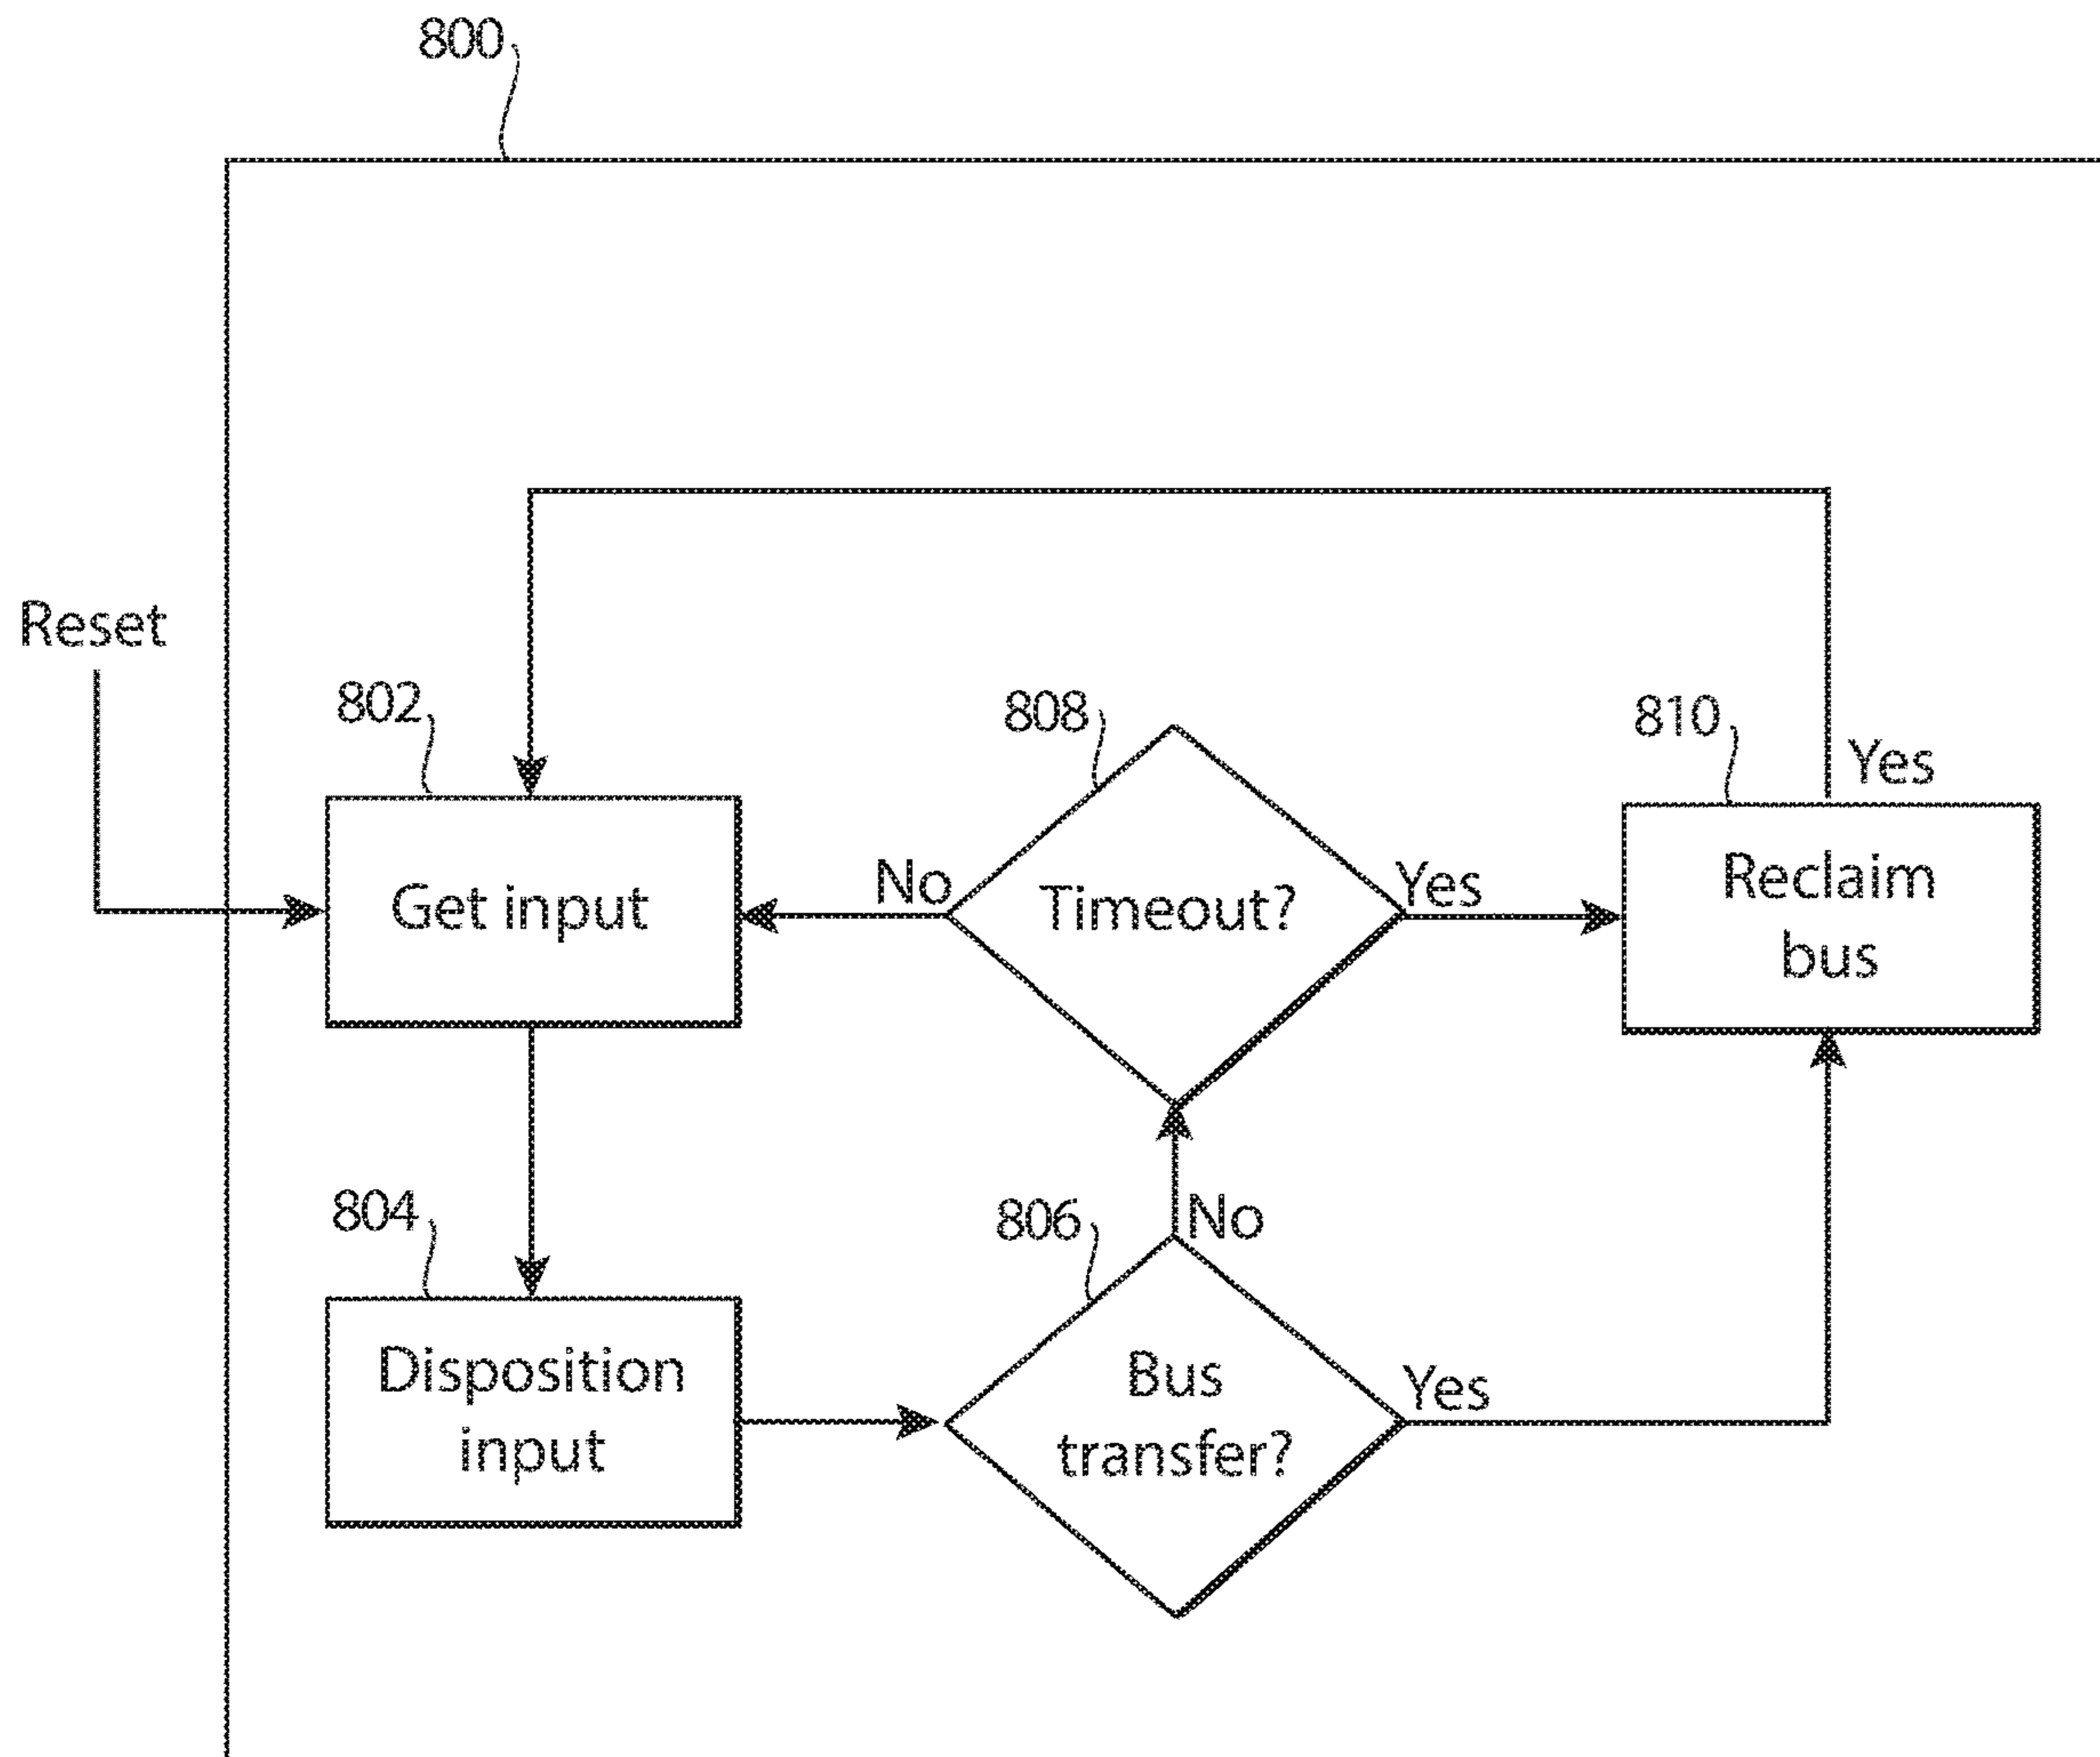 800
Reset
802
808
810
Yes
Get input
No
Timeout?
Yes
Reclaim
bus
804
806
No
Disposition
input
Bus
transfer?
Yes